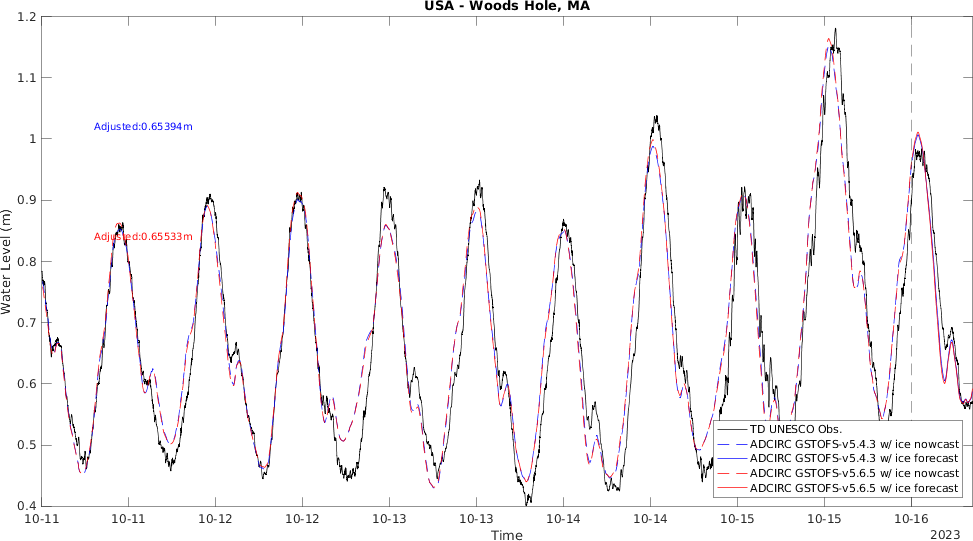 USA - Woods Hole, MA
1.2
1.1
1
0.9
0.8
0.7
0.6
0.5
0.4
Water Level (m)
Adjusted:0.65394m
Adjusted:0.65533m
TD UNESCO Obs.
ADCIRC GSTOFS-v5.4.3 w/ ice nowcast
ADCIRC GSTOFS-v5.4.3 w/ ice forecast
ADCIRC GSTOFS-v5.6.5 w/ ice nowcast
ADCIRC GSTOFS-v5.6.5 w/ ice forecast
10-11 10-11 10-12 10-12 10-13 10-13 10-14 10-14 10-15 10-15 10-16
Time
2023